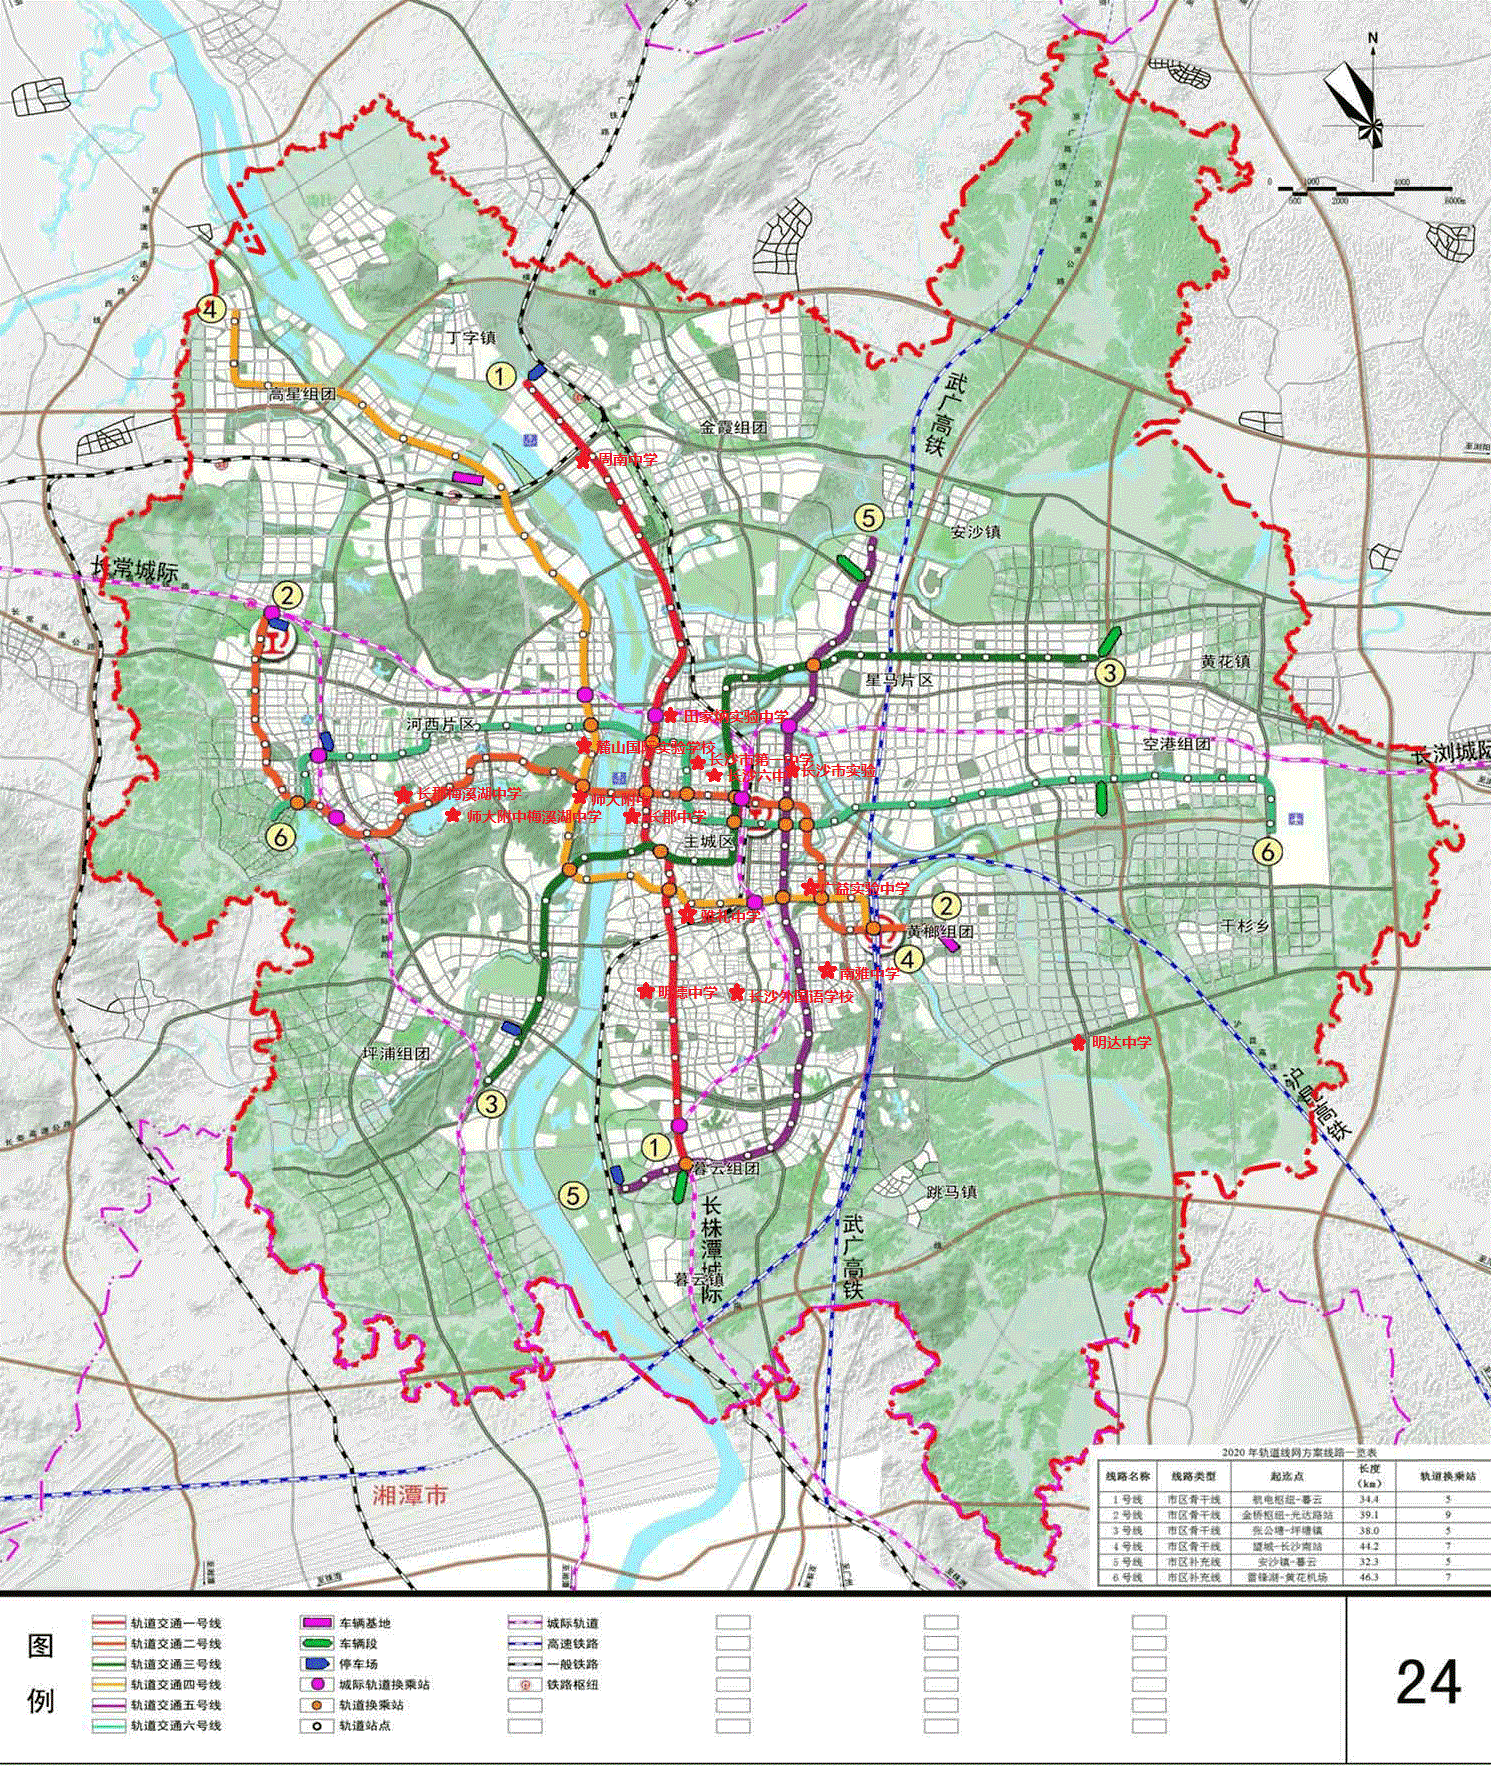 N
0 1000 4000
500 2000 6000m
武广高铁
④
丁字镇
①
高星组团
金霞组团
周南中学
⑤
安沙镇
长常城际
②
③
黄花镇
星马片区
田家炳实验中学
河西片区
麓山国际实验学校
空港组团
长浏城际
长沙市第一中学
长沙六中
长沙市实验
长郡梅溪湖中学
师大附中
师大附中梅溪湖中学
长郡中学
⑥
主城区
⑥
广益实验中学
②
雅礼中学
黄榔组团
干杉乡
④
南雅中学
明德中学
长沙外国语学校
坪浦组团
明达中学
③
沪昆高铁
①
暮云组团
⑤
跳马镇
长株潭城际
武广高铁
暮云镇
湘潭市
2020年轨道线网方案线路一览表
线路名称 线路类型 起迄点 长度(km) 轨道换乘站
1号线 市区骨干线 航电枢纽-暮云 34.4 5
2号线 市区骨干线 金桥枢纽-光达路站 39.1 9
3号线 市区骨干线 张公塘-坪塘镇 38.0 5
4号线 市区骨干线 望城-长沙南站 44.2 7
5号线 市区补充线 安沙镇-暮云 32.3 5
6号线 市区补充线 雷锋湖-黄花机场 46.3 7
图例
轨道交通一号线 车辆基地 城际轨道
轨道交通二号线 车辆段 高速铁路
轨道交通三号线 停车场 一般铁路
轨道交通四号线 城际轨道换乘站 铁路枢纽
轨道交通五号线 轨道换乘站
轨道交通六号线 轨道站点
24